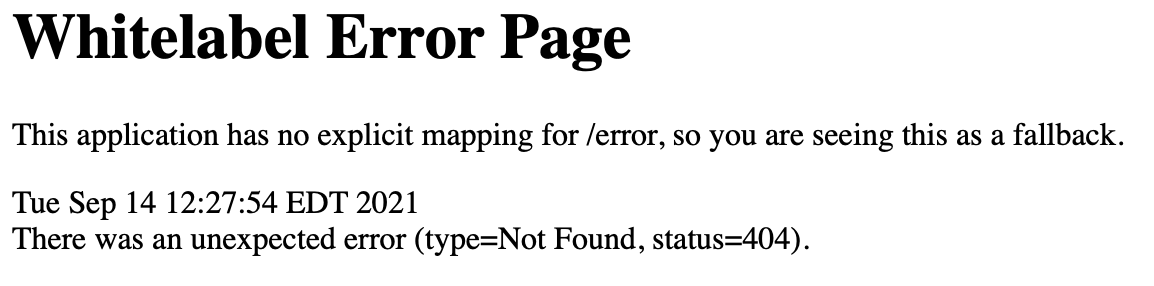 Whitelabel Error Page
This application has no explicit mapping for /error, so you are seeing this as a fallback.
Tue Sep 14 12:27:54 EDT 2021
There was an unexpected error (type=Not Found, status=404).